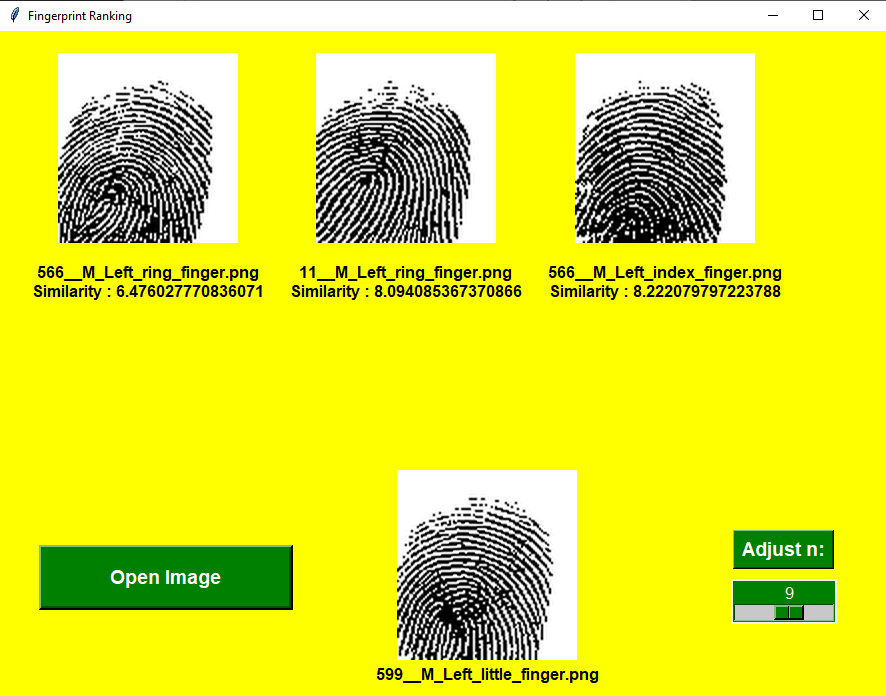 Fingerprint Ranking
566__M_Left_ring_finger.png
Similarity : 6.476027770836071
11__M_Left_ring_finger.png
Similarity : 8.094085367370866
566__M_Left_index_finger.png
Similarity : 8.222079797223788
Open Image
599__M_Left_little_finger.png
Adjust n:
9